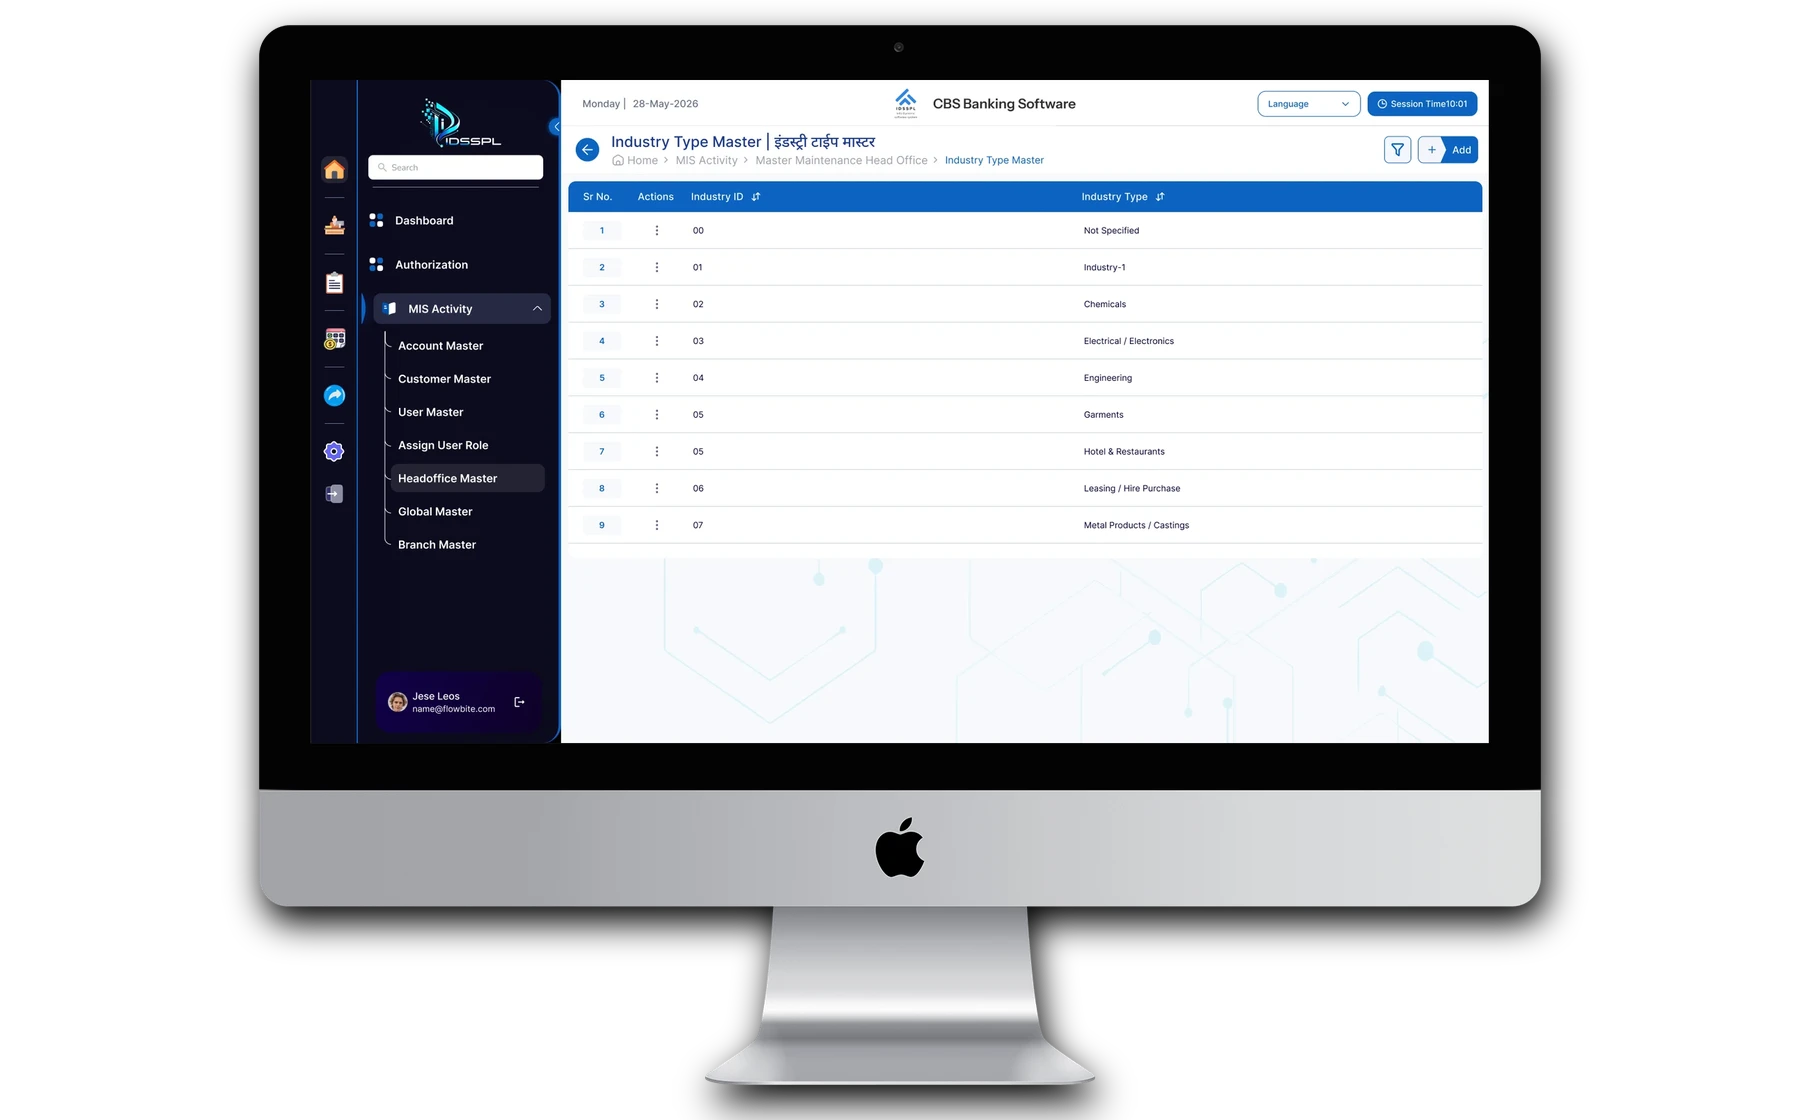 IDSSPL
Search
Dashboard
Authorization
MIS Activity
Account Master
Customer Master
User Master
Assign User Role
Headoffice Master
Global Master
Branch Master
Jese Leos
name@flowbite.com
Monday | 28-May-2026
IDSSPL
CBS Banking Software
Language
Session Time10:01
Industry Type Master | इंडस्ट्री टाईप मास्टर
Home > MIS Activity > Master Maintenance Head Office > Industry Type Master
+ Add
Sr No. Actions Industry ID Industry Type
1 00 Not Specified
2 01 Industry-1
3 02 Chemicals
4 03 Electrical / Electronics
5 04 Engineering
6 05 Garments
7 05 Hotel & Restaurants
8 06 Leasing / Hire Purchase
9 07 Metal Products / Castings